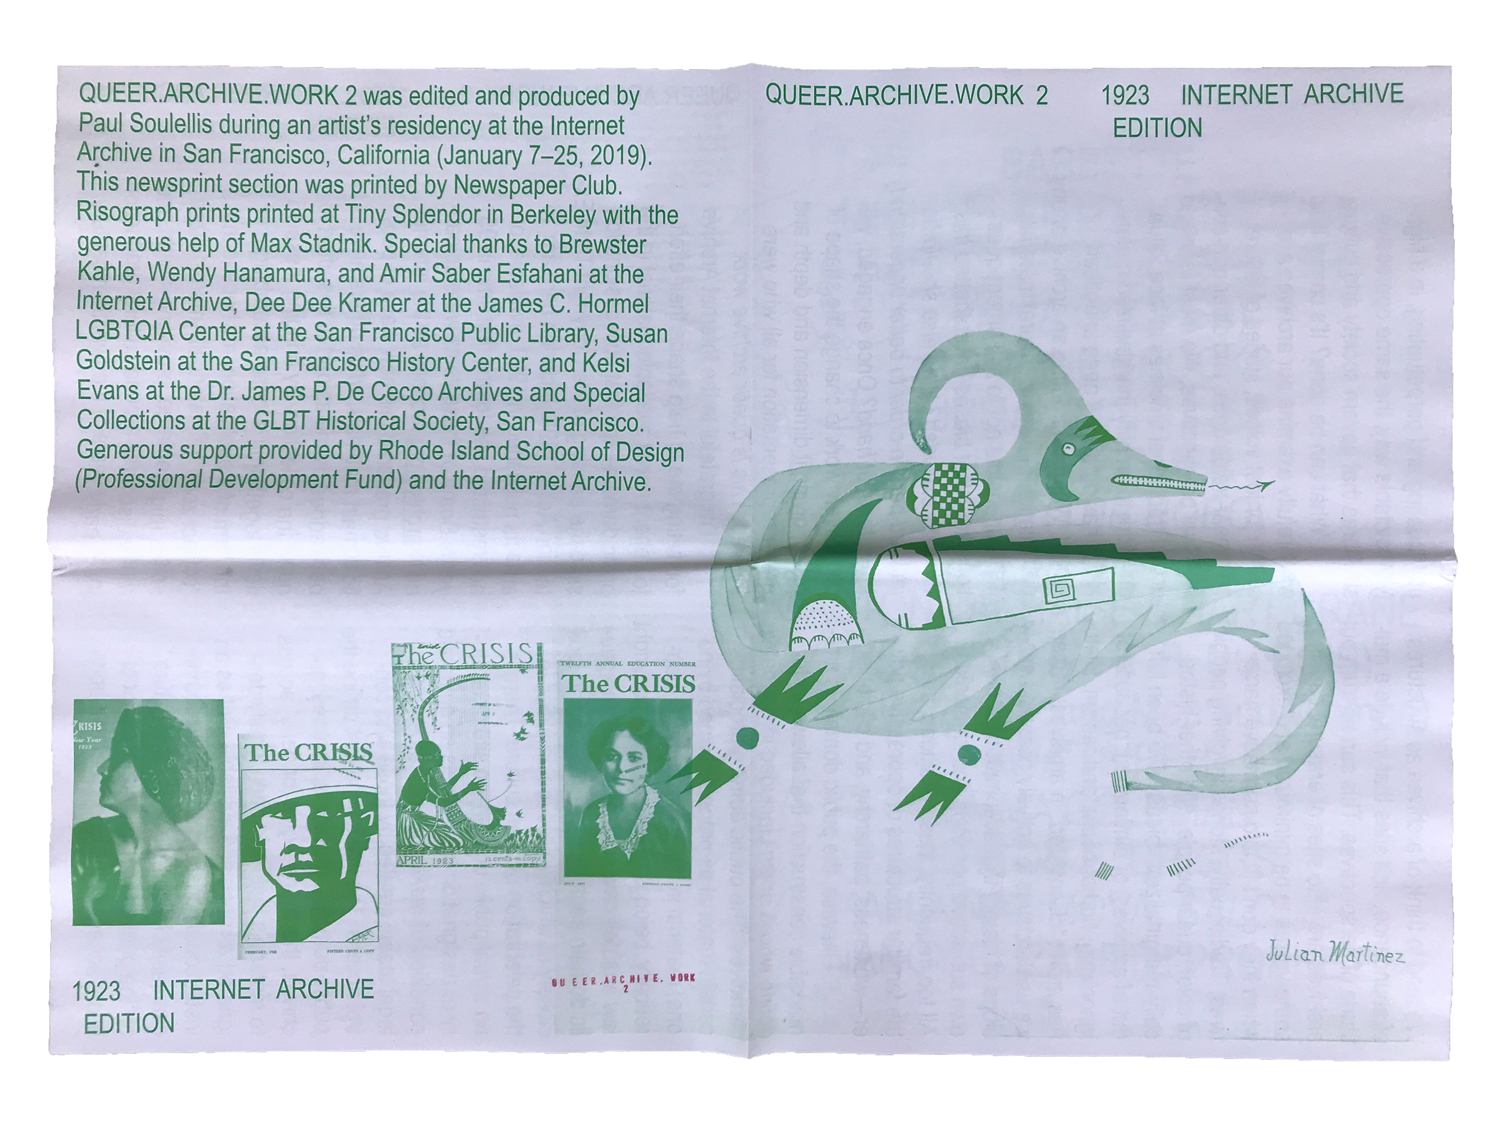 QUEER.ARCHIVE.WORK 2 was edited and produced by
Paul Soulellis during an artist's residency at the Internet
Archive in San Francisco, California (January 7–25, 2019).
This newsprint section was printed by Newspaper Club.
Risograph prints printed at Tiny Splendor in Berkeley with the
generous help of Max Stadnik. Special thanks to Brewster
Kahle, Wendy Hanamura, and Amir Saber Esfahani at the
Internet Archive, Dee Dee Kramer at the James C. Hormel
LGBTQIA Center at the San Francisco Public Library, Susan
Goldstein at the San Francisco History Center, and Kelsi
Evans at the Dr. James P. De Cecco Archives and Special
Collections at the GLBT Historical Society, San Francisco.
Generous support provided by Rhode Island School of Design
(Professional Development Fund) and the Internet Archive.
CRISIS
New Year
1923
The CRISIS
FIFTEEN CENTS A COPY
The CRISIS
APRIL 1923
15 cents a copy
TWELFTH ANNUAL EDUCATION NUMBER
The CRISIS
1923 INTERNET ARCHIVE
EDITION
QUEER.ARCHIVE.WORK
2
QUEER.ARCHIVE.WORK 2 1923 INTERNET ARCHIVE
EDITION
Julian Martinez